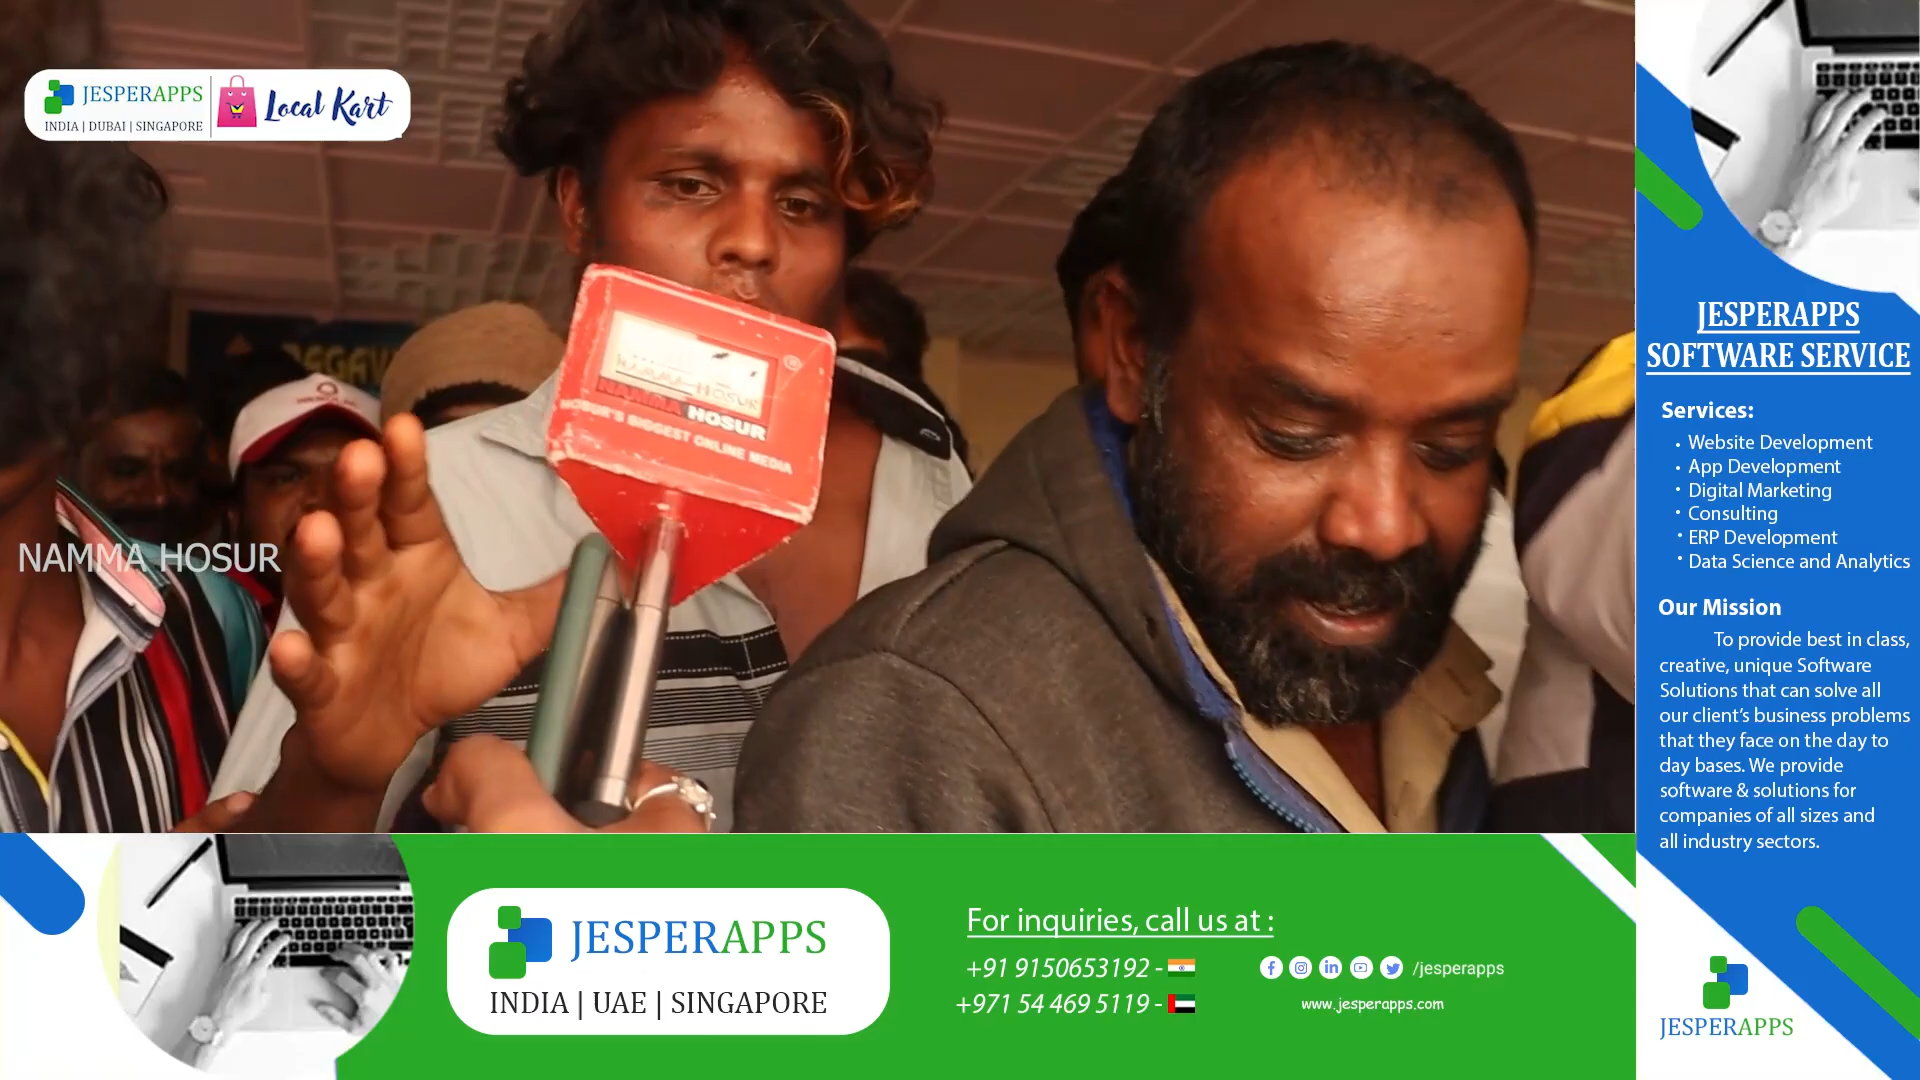 JESPERAPPS
INDIA | DUBAI | SINGAPORE
Local Kart
NAMMA HOSUR
NAMMA HOSUR
HOSUR'S BIGGEST ONLINE MEDIA
NAMMA HOSUR
JESPERAPPS
SOFTWARE SERVICE
Services:
• Website Development
• App Development
• Digital Marketing
• Consulting
• ERP Development
• Data Science and Analytics
Our Mission
To provide best in class,
creative, unique Software
Solutions that can solve all
our client's business problems
that they face on the day to
day bases. We provide
software & solutions for
companies of all sizes and
all industry sectors.
JESPERAPPS
JESPERAPPS
INDIA | UAE | SINGAPORE
For inquiries, call us at :
+91 9150653192 -
+971 54 469 5119 -
/jesperapps
www.jesperapps.com